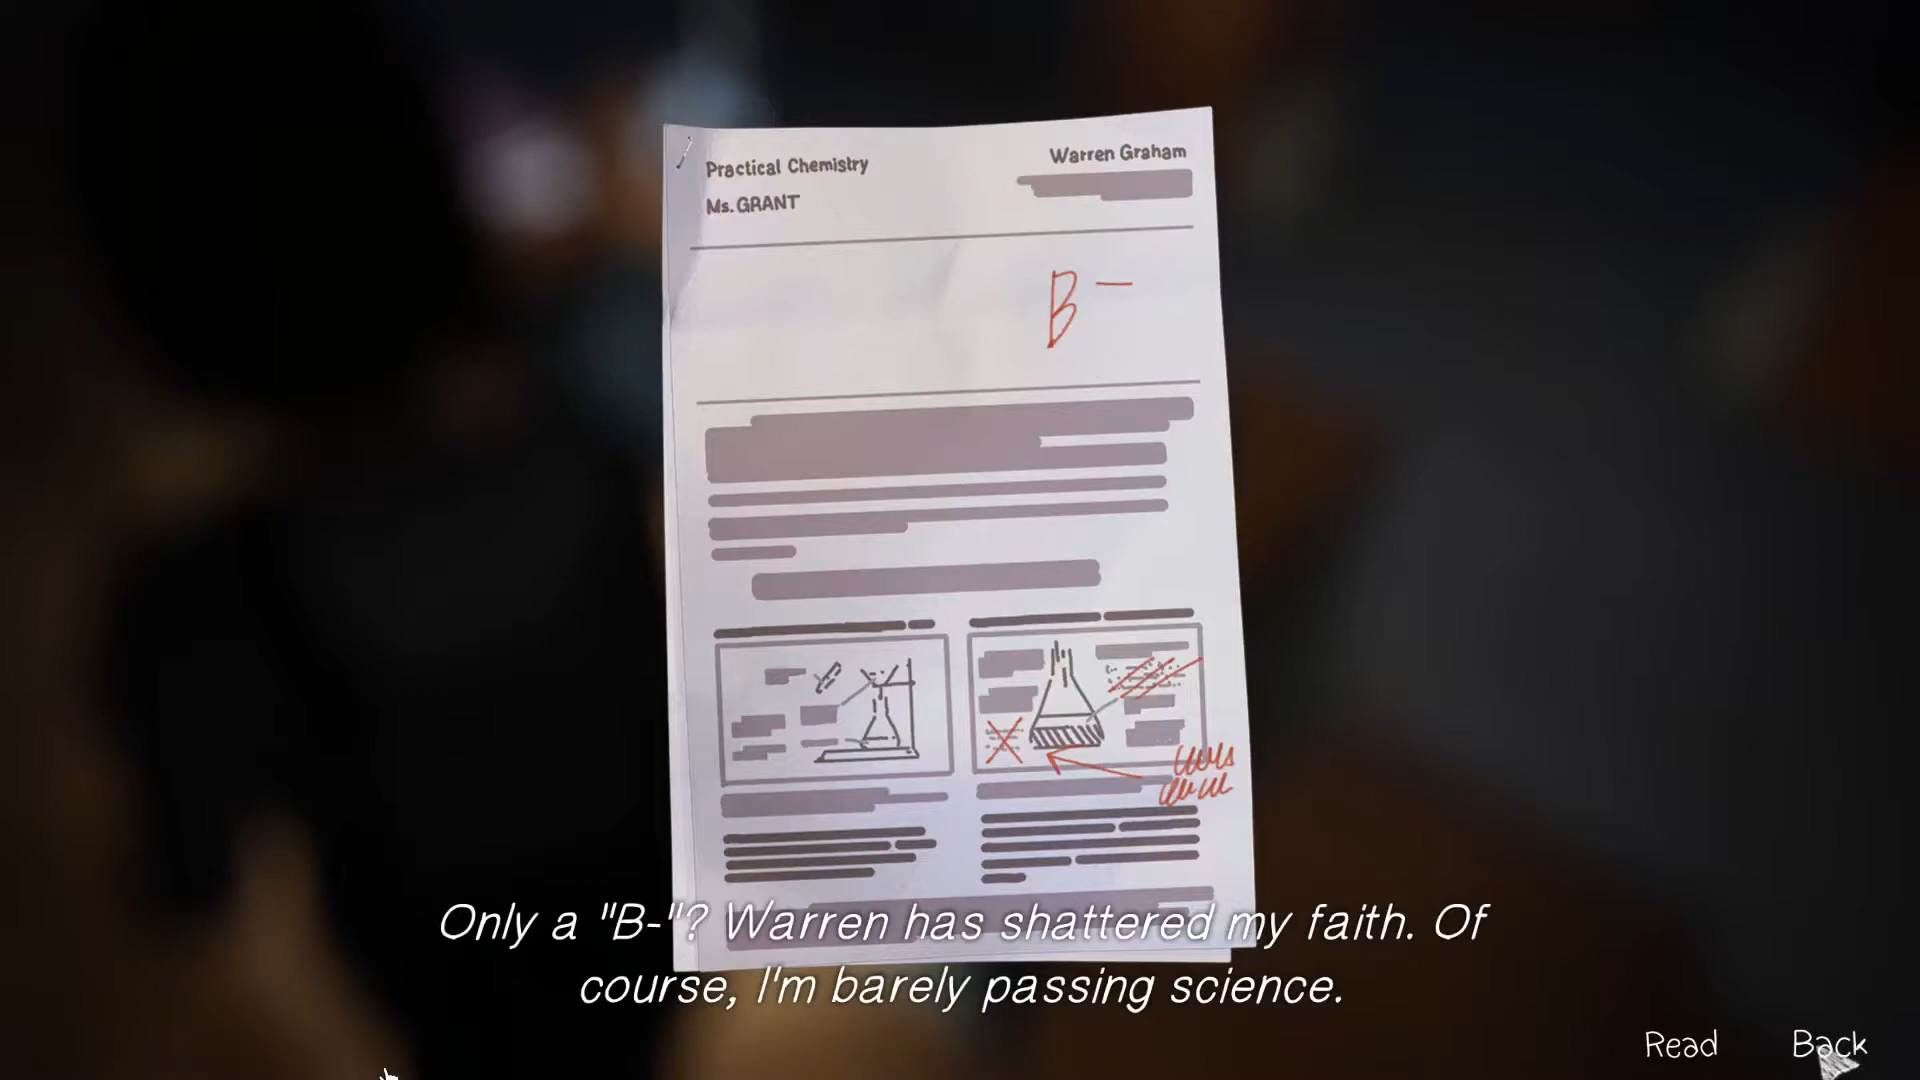 Practical Chemistry
Warren Graham
Ms. GRANT
B-
Only a "B-"? Warren has shattered my faith. Of
course, I'm barely passing science.
Read
Back